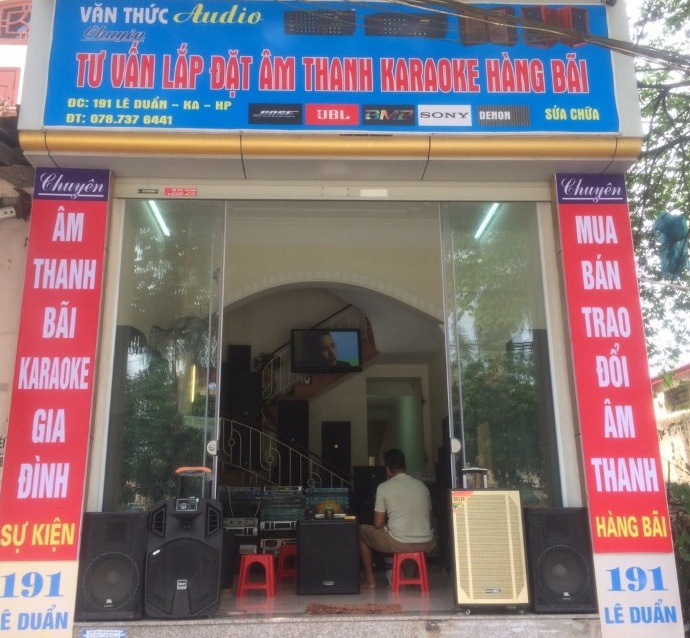 VĂN THỨC Audio
Chuyên
TƯ VẤN LẮP ĐẶT ÂM THANH KARAOKE HÀNG BÃI
ĐC: 191 LÊ DUẨN - KA - HP
ĐT: 078.737 6441
BOSE
JBL
BMB
SONY
DENON
SỬA CHỮA
Chuyên
ÂM
THANH
BÃI
KARAOKE
GIA
ĐÌNH
SỰ KIỆN
191
LÊ DUẨN
Chuyên
MUA
BÁN
TRAO
ĐỔI
ÂM
THANH
HÀNG BÃI
191
LÊ DUẨN